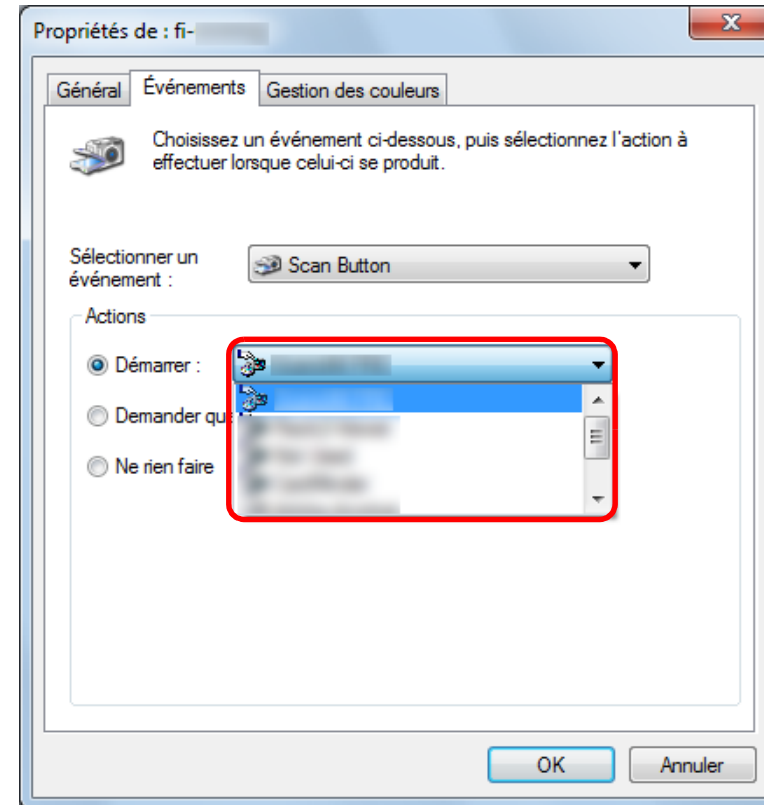 Propriétés de : fi-
Général Événements Gestion des couleurs
Choisissez un événement ci-dessous, puis sélectionnez l'action à
effectuer lorsque celui-ci se produit.
Sélectionner un
événement :
Scan Button
Actions
Démarrer :
Demander que
Ne rien faire
OK Annuler